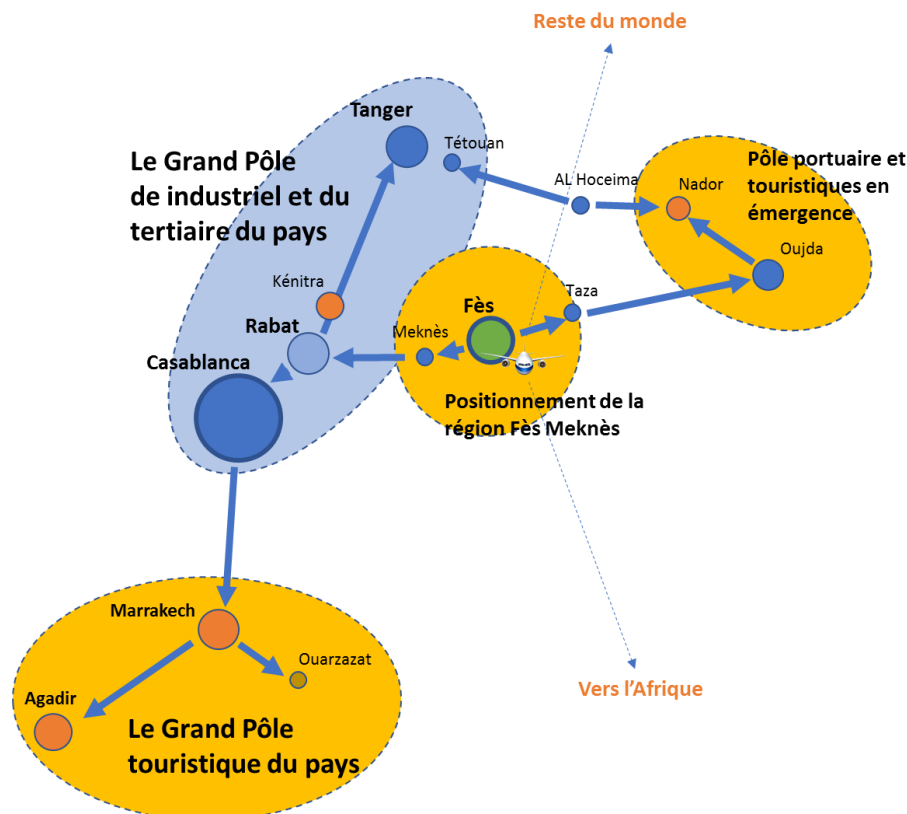 Reste du monde
Tanger
Tétouan
Le Grand Pôle
de industriel et du
tertiaire du pays
AL Hoceima
Pôle portuaire et
touristiques en
émergence
Nador
Oujda
Kénitra
Taza
Fès
Rabat
Meknès
Casablanca
Positionnement de la
région Fès Meknès
Marrakech
Ouarzazat
Vers l’Afrique
Agadir
Le Grand Pôle
touristique du pays